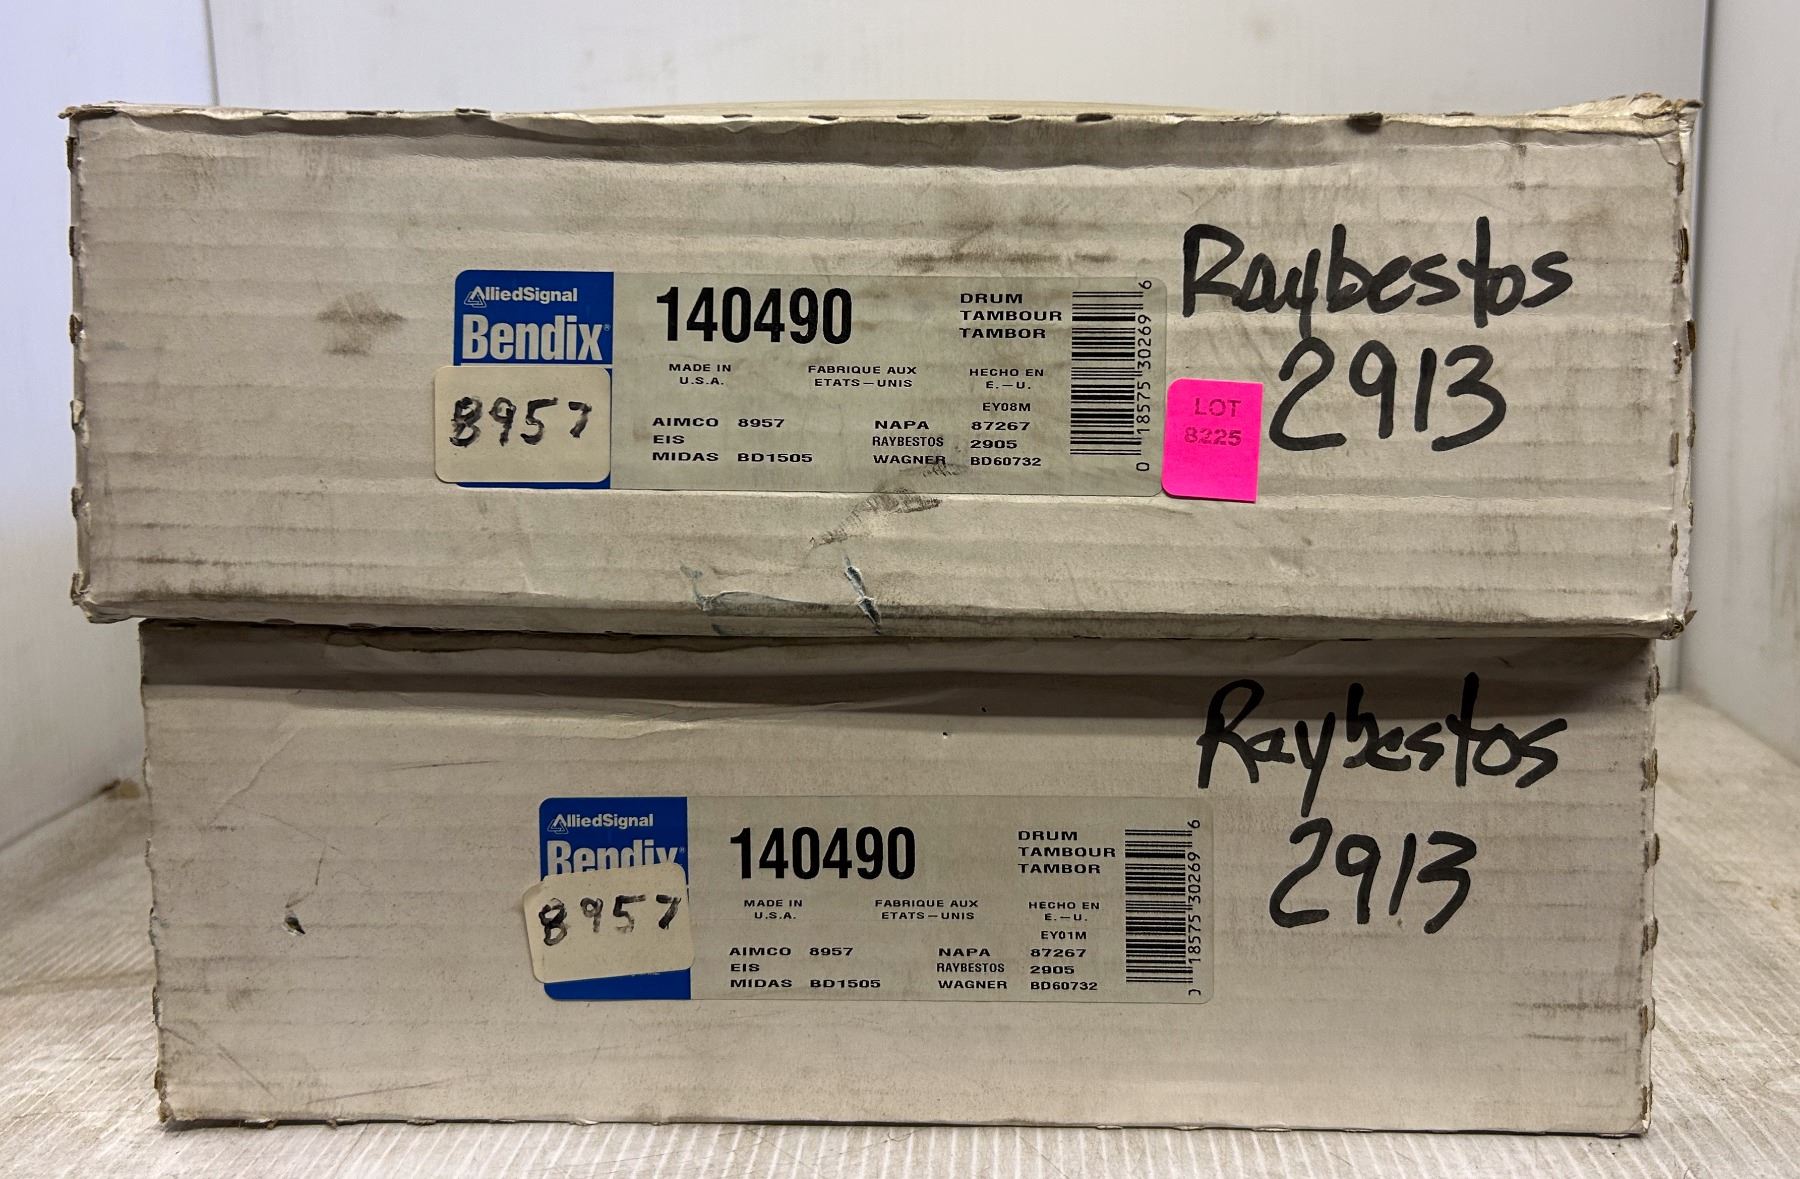 AlliedSignal
Bendix®
8957
140490
DRUM
TAMBOUR
TAMBOR
MADE IN
U.S.A.
FABRIQUE AUX
ETATS—UNIS
HECHO EN
E.—U.
EY08M
AIMCO 8957
EIS
MIDAS BD1505
NAPA 87267
RAYBESTOS 2905
WAGNER BD60732
0 18575 30269 6
LOT
8225
Raybestos
2913
AlliedSignal
Bendix®
8957
140490
DRUM
TAMBOUR
TAMBOR
MADE IN
U.S.A.
FABRIQUE AUX
ETATS—UNIS
HECHO EN
E.—U.
EY01M
AIMCO 8957
EIS
MIDAS BD1505
NAPA 87267
RAYBESTOS 2905
WAGNER BD60732
0 18575 30269 6
Raybestos
2913